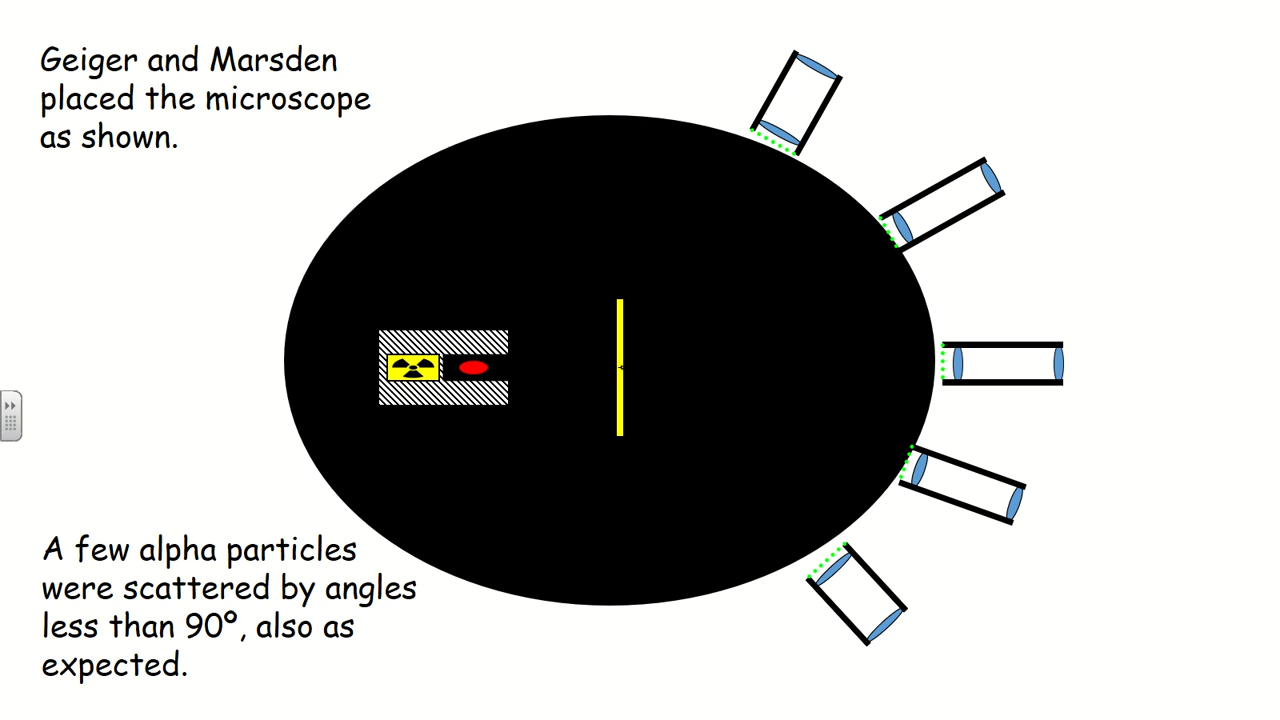 Geiger and Marsden
placed the microscope
as shown.
A few alpha particles
were scattered by angles
less than 90º, also as
expected.